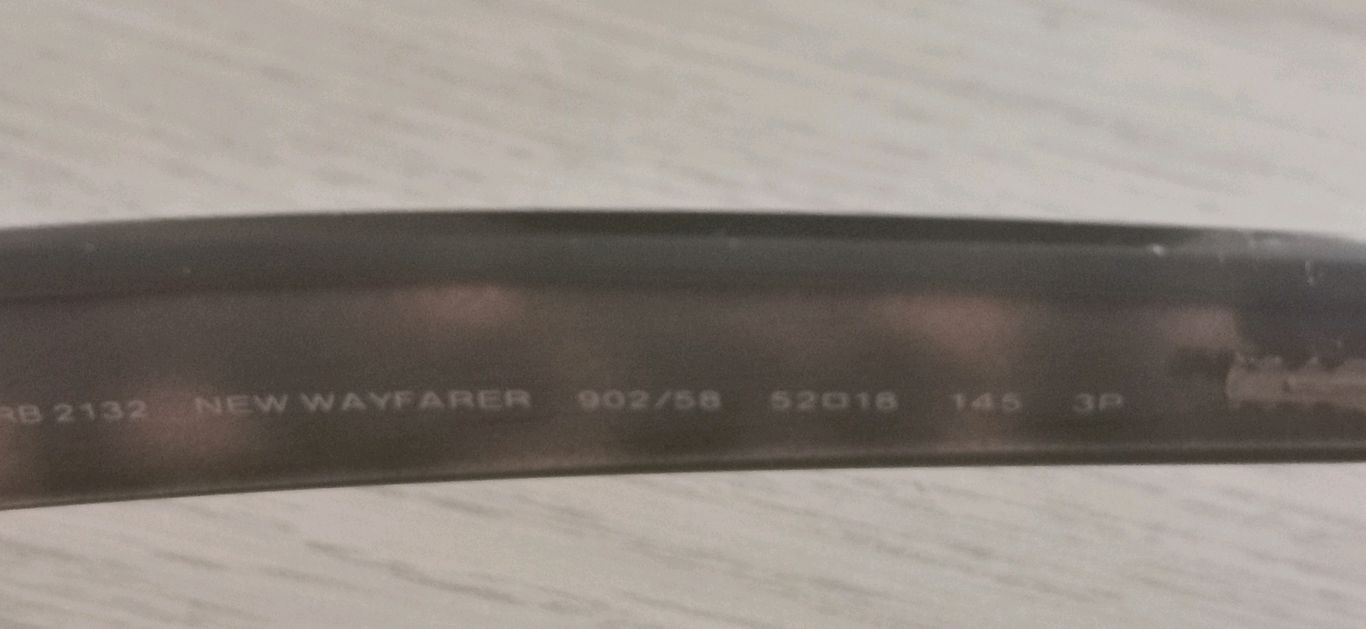 RB 2132 NEW WAYFARER 902/58 52□18 145 3P